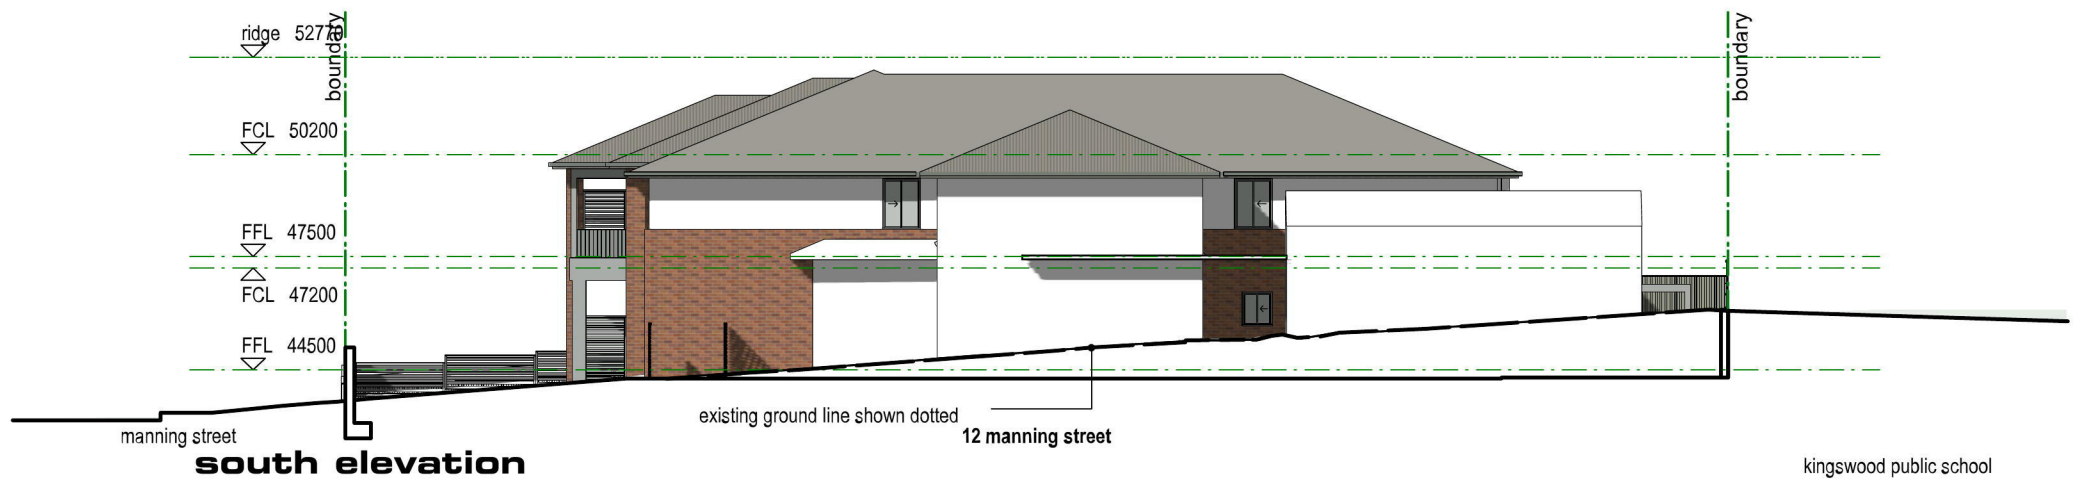 ridge 52770
boundary
boundary
FCL 50200
FFL 47500
FCL 47200
FFL 44500
existing ground line shown dotted
manning street
12 manning street
south elevation
kingswood public school